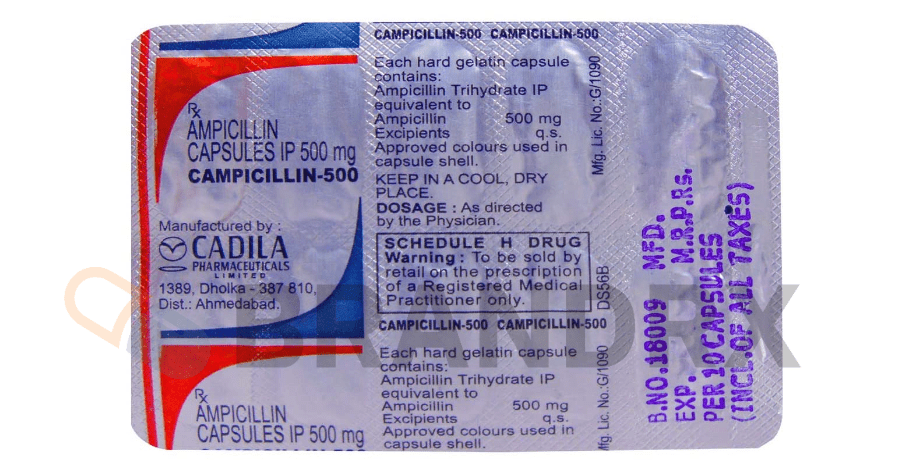 CAMPICILLIN-500 CAMPICILLIN-500
Rx
AMPICILLIN
CAPSULES IP 500 mg
CAMPICILLIN-500
Manufactured by :
CADILA
PHARMACEUTICALS
LIMITED
1389, Dholka - 387 810,
Dist.: Ahmedabad.
Each hard gelatin capsule
contains:
Ampicillin Trihydrate IP
equivalent to
Ampicillin 500 mg
Excipients q.s.
Approved colours used in
capsule shell.
KEEP IN A COOL, DRY
PLACE.
DOSAGE : As directed
by the Physician.
SCHEDULE H DRUG
Warning : To be sold by
retail on the prescription
of a Registered Medical
Practitioner only.
Mfg. Lic. No.:G/1090
DS56B
CAMPICILLIN-500 CAMPICILLIN-500
Rx
AMPICILLIN
CAPSULES IP 500 mg
Each hard gelatin capsule
contains:
Ampicillin Trihydrate IP
equivalent to
Ampicillin 500 mg
Excipients q.s.
Approved colours used in
capsule shell.
Mfg. Lic. No.:G/1090
B.NO.18009 MFD.
EXP. M.R.P.Rs.
PER 10 CAPSULES
(INCL.OF ALL TAXES)
BRANDRX